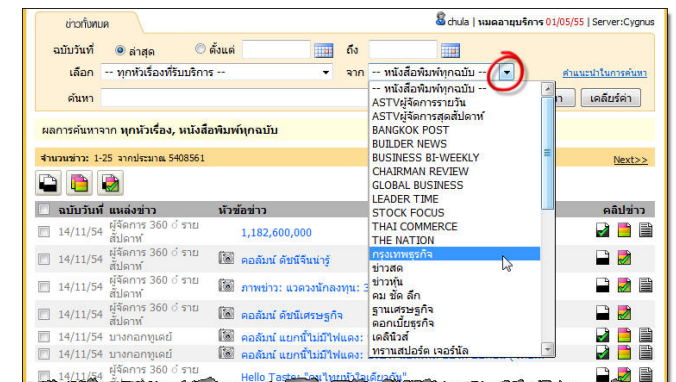 ข่าวทั้งหมด
chula | หมดอายุบริการ 01/05/55 | Server:Cygnus
ฉบับวันที่ ล่าสุด ตั้งแต่ ถึง
เลือก -- ทุกหัวเรื่องที่รับบริการ -- จาก -- หนังสือพิมพ์ทุกฉบับ -- คำแนะนำในการค้นหา
ค้นหา เคลียร์ค่า
-- หนังสือพิมพ์ทุกฉบับ --
ASTVผู้จัดการรายวัน
ASTVผู้จัดการสุดสัปดาห์
BANGKOK POST
BUILDER NEWS
BUSINESS BI-WEEKLY
CHAIRMAN REVIEW
GLOBAL BUSINESS
LEADER TIME
STOCK FOCUS
THAI COMMERCE
THE NATION
กรุงเทพธุรกิจ
ข่าวสด
ข่าวหุ้น
คม ชัด ลึก
ฐานเศรษฐกิจ
ดอกเบี้ยธุรกิจ
เดลินิวส์
ทรานสปอร์ต เจอร์นัล
ผลการค้นหาจาก ทุกหัวเรื่อง, หนังสือพิมพ์ทุกฉบับ
จำนวนข่าว: 1-25 จากประมาณ 5408561 Next>>
ฉบับวันที่ แหล่งข่าว หัวข้อข่าว คลิปข่าว
14/11/54 ผู้จัดการ 360 ํ รายสัปดาห์ 1,182,600,000
14/11/54 ผู้จัดการ 360 ํ รายสัปดาห์ คอลัมน์ ดัชนีจีนน่ารู้
14/11/54 ผู้จัดการ 360 ํ รายสัปดาห์ ภาพข่าว: แวดวงนักลงทุน:
14/11/54 ผู้จัดการ 360 ํ รายสัปดาห์ คอลัมน์ ดัชนีเศรษฐกิจ
14/11/54 บางกอกทูเดย์ คอลัมน์ แยกนี้ไม่มีไฟแดง:
14/11/54 บางกอกทูเดย์ คอลัมน์ แยกนี้ไม่มีไฟแดง:
14/11/54 ผู้จัดการ 360 ํ ราย Hello Taste: